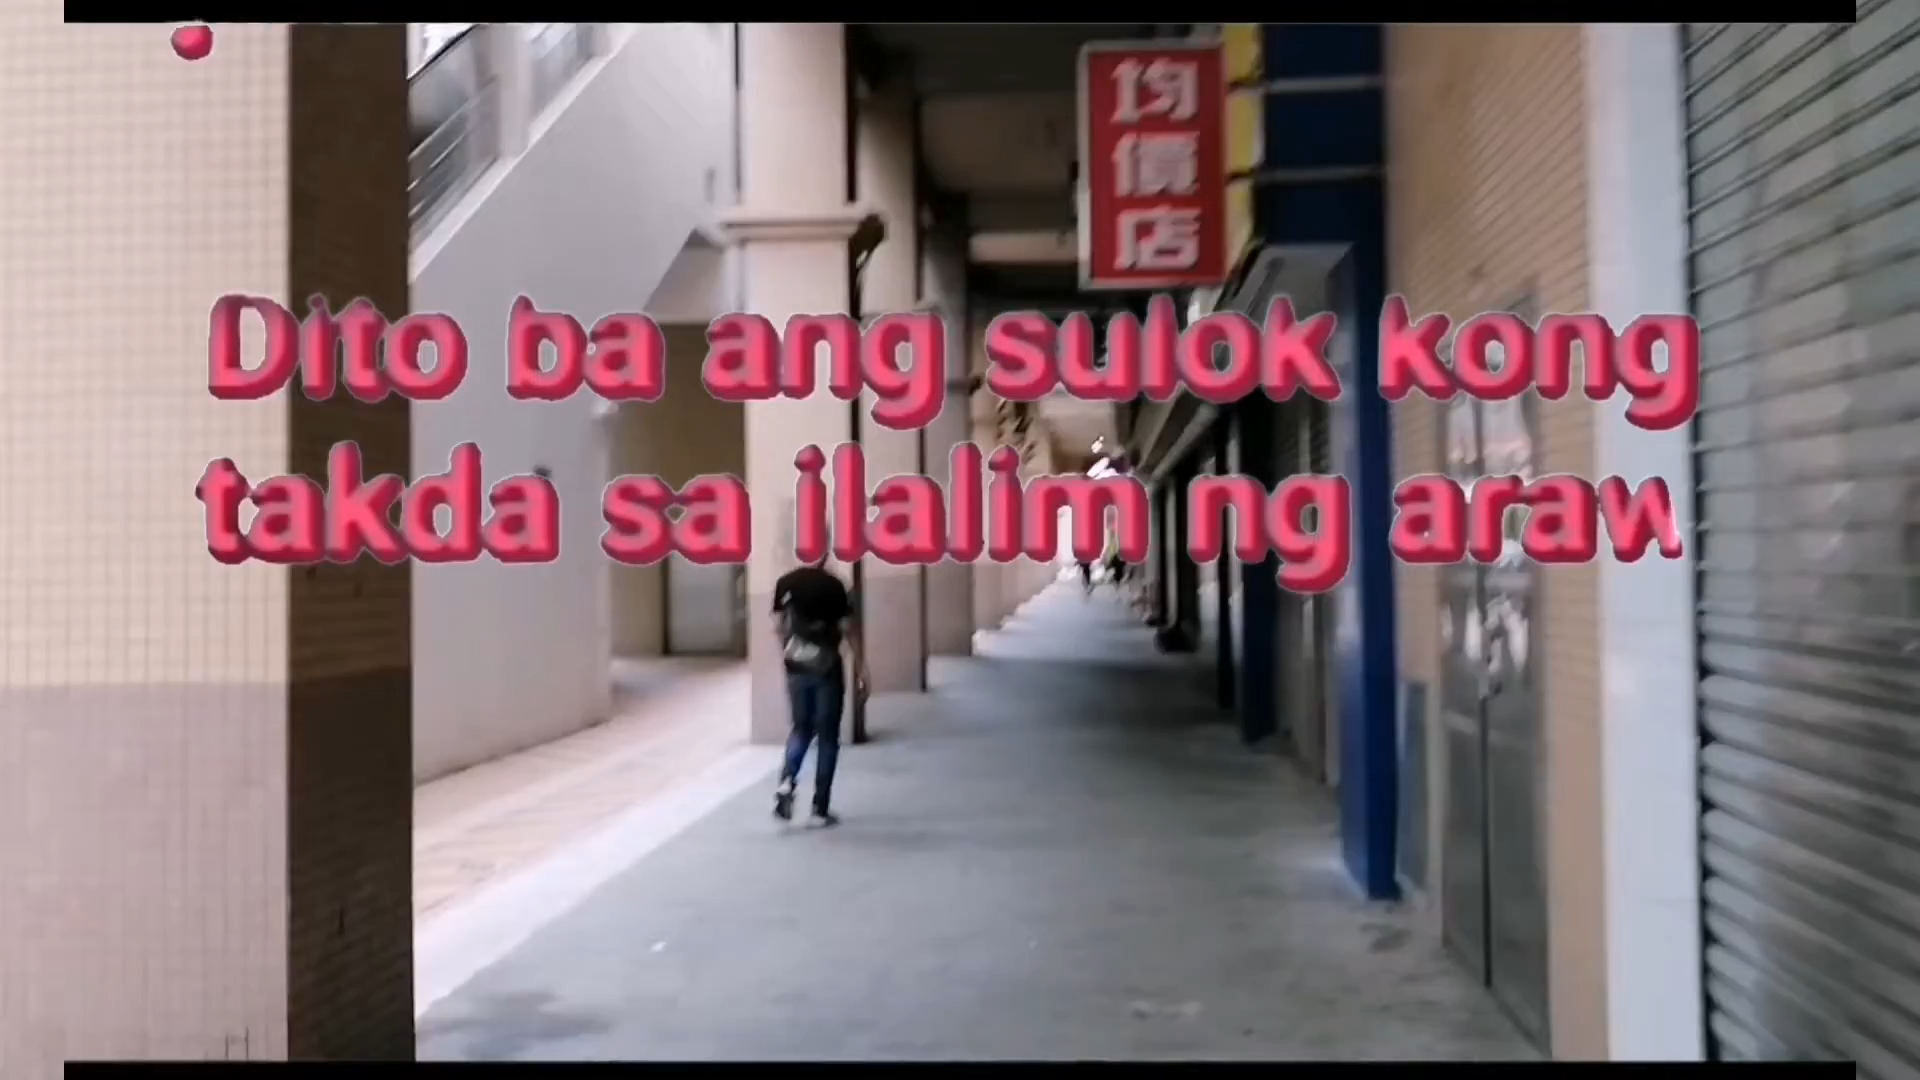 均價店
Dito ba ang sulok kong
takda sa ilalim ng araw